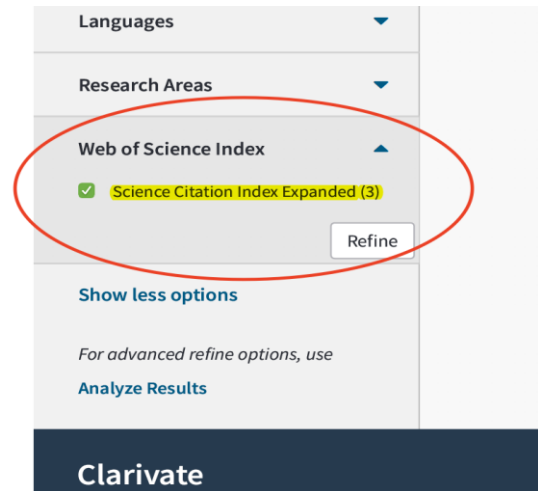 Languages
Research Areas
Web of Science Index
Science Citation Index Expanded (3)
Refine
Show less options
For advanced refine options, use
Analyze Results
Clarivate